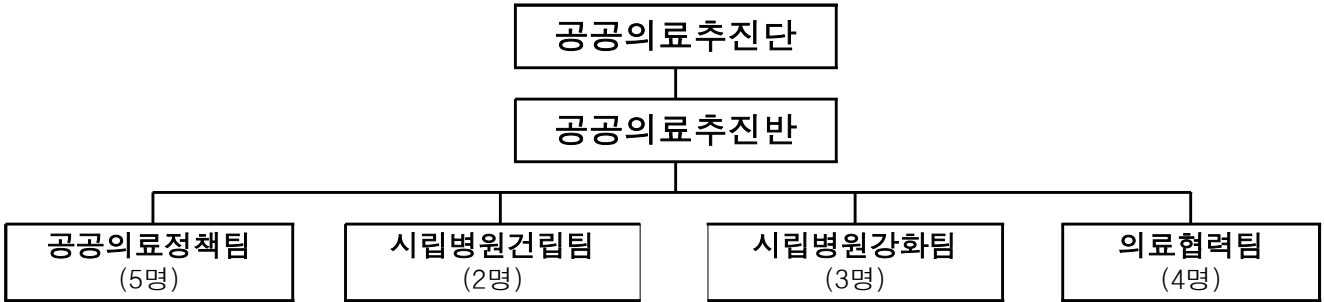 공공의료추진단
공공의료추진반
공공의료정책팀
(5명)
시립병원건립팀
(2명)
시립병원강화팀
(3명)
의료협력팀
(4명)